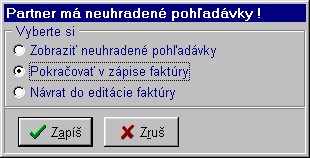 Partner má neuhradené pohľadávky !
Vyberte si
Zobraziť neuhradené pohľadávky
Pokračovať v zápise faktúry
Návrat do editácie faktúry
Zapíš
Zruš